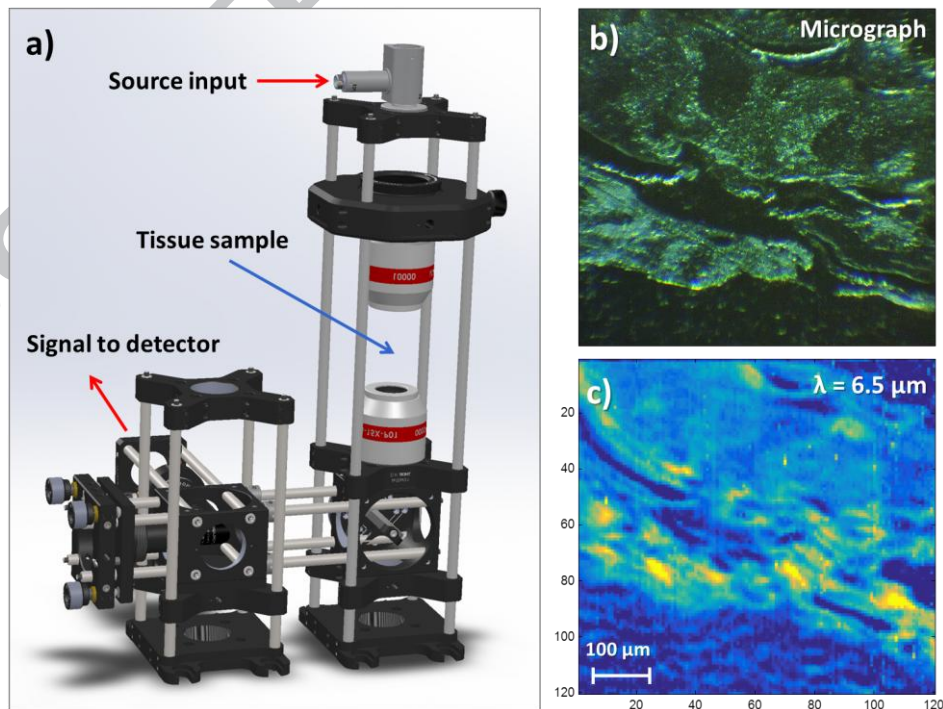 a)
Source input
Tissue sample
Signal to detector
10000
b)
Micrograph
c)
λ = 6.5 μm
20
40
60
80
100
120
100 μm
20
40
60
80
100
120